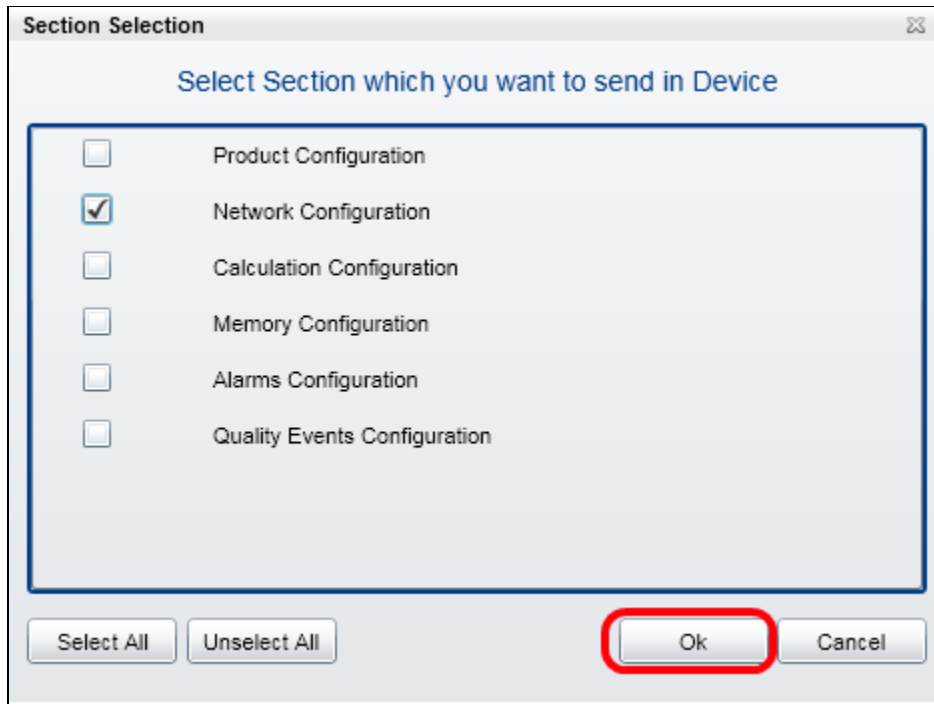 Section Selection
Select Section which you want to send in Device
Product Configuration
Network Configuration
Calculation Configuration
Memory Configuration
Alarms Configuration
Quality Events Configuration
Select All Unselect All Ok Cancel